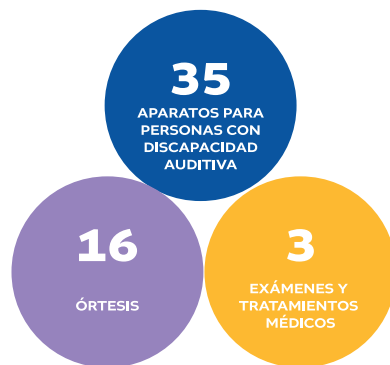 35
APARATOS PARA
PERSONAS CON
DISCAPACIDAD
AUDITIVA
16
ÓRTESIS
3
EXÁMENES Y
TRATAMIENTOS
MÉDICOS